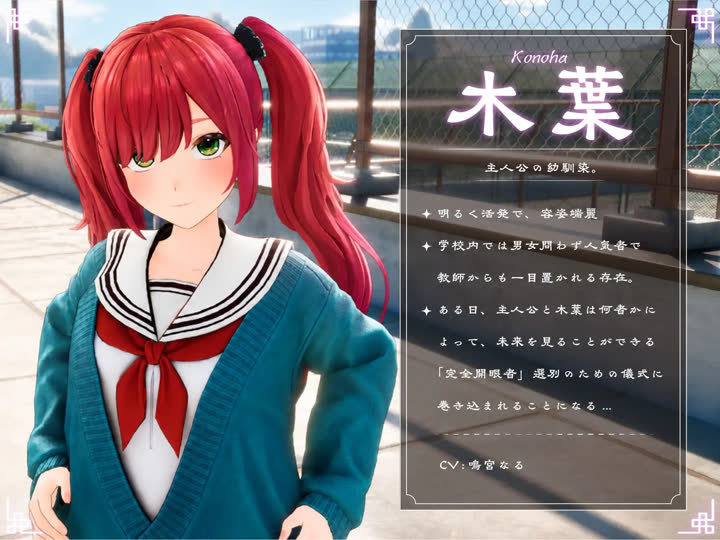 Konoha
木葉
主人公の幼馴染。
明るく活発で、容姿端麗
学校内では男女問わず人気者で
教師からも一目置かれる存在。
ある日、主人公と木葉は何者かに
よって、未来を見ることができる
「完全開眼者」選別のための儀式に
巻き込まれることになる...
CV:鳴宮なる